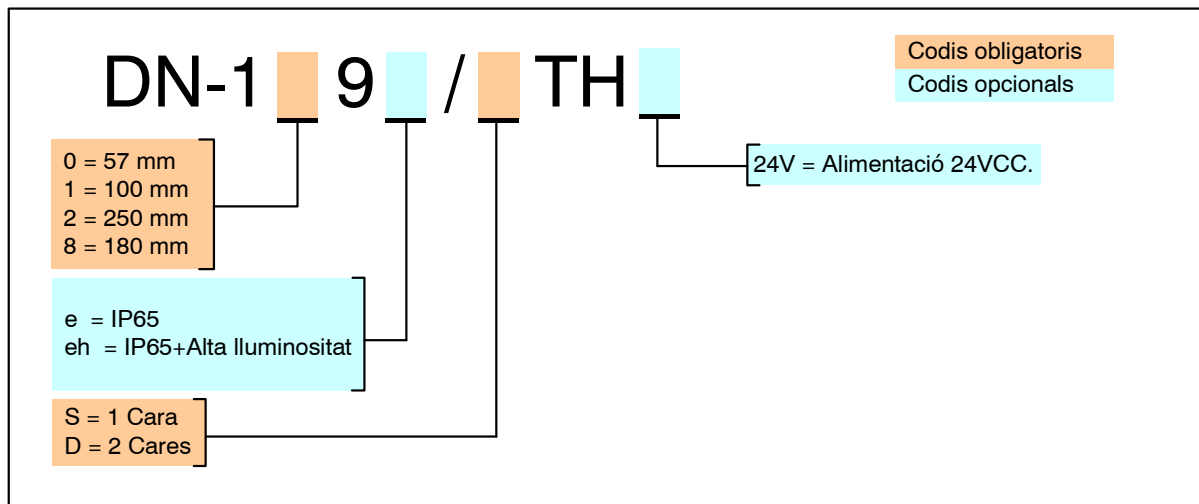 DN-1 9 / TH
Codis obligatoris
Codis opcionals
0 = 57 mm
1 = 100 mm
2 = 250 mm
8 = 180 mm
24V = Alimentació 24VCC.
e = IP65
eh = IP65+Alta lluminositat
S = 1 Cara
D = 2 Cares